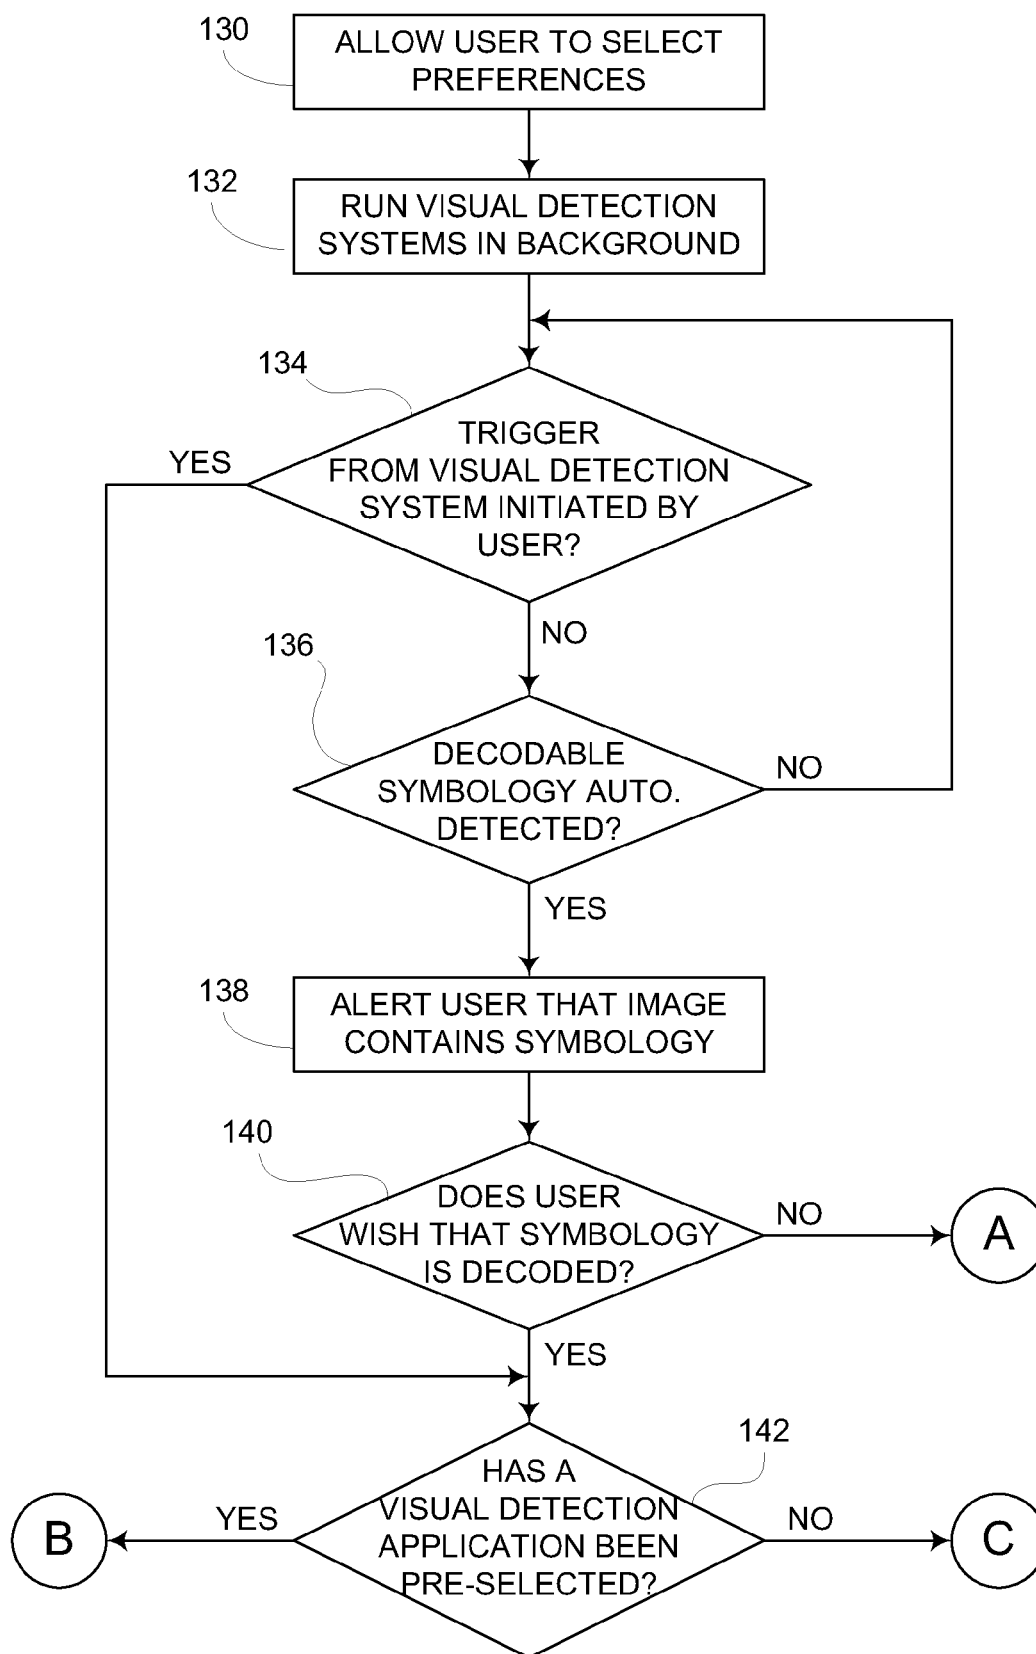 130
ALLOW USER TO SELECT
PREFERENCES
132
RUN VISUAL DETECTION
SYSTEMS IN BACKGROUND
134
TRIGGER
FROM VISUAL DETECTION
SYSTEM INITIATED BY
USER?
YES
NO
136
DECODABLE
SYMBOLOGY AUTO.
DETECTED?
NO
YES
138
ALERT USER THAT IMAGE
CONTAINS SYMBOLOGY
140
DOES USER
WISH THAT SYMBOLOGY
IS DECODED?
NO
A
YES
142
HAS A
VISUAL DETECTION
APPLICATION BEEN
PRE-SELECTED?
YES
B
NO
C